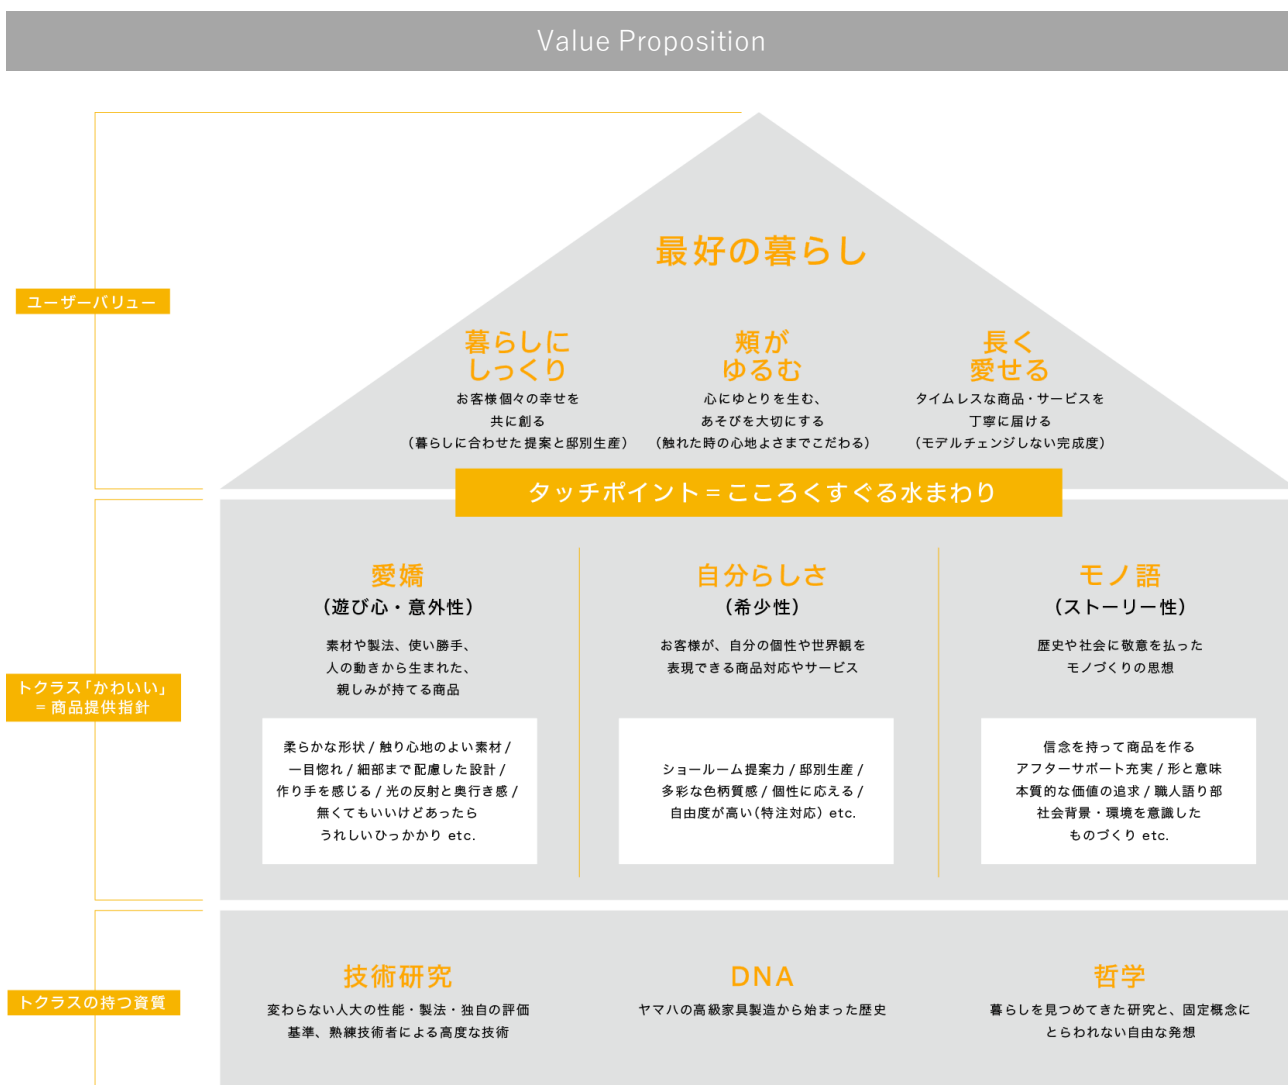 Value Proposition
ユーザーバリュー
最好の暮らし
暮らしに
しっくり
お客様個々の幸せを
共に創る
（暮らしに合わせた提案と邸別生産）
頬が
ゆるむ
心にゆとりを生む、
あそびを大切にする
（触れた時の心地よさまでこだわる）
長く
愛せる
タイムレスな商品・サービスを
丁寧に届ける
（モデルチェンジしない完成度）
タッチポイント＝こころくすぐる水まわり
トクラス「かわいい」
＝商品提供指針
愛嬌
（遊び心・意外性）
素材や製法、使い勝手、
人の動きから生まれた、
親しみが持てる商品
柔らかな形状 / 触り心地のよい素材 /
一目惚れ / 細部まで配慮した設計 /
作り手を感じる / 光の反射と奥行き感 /
無くてもいいけどあったら
うれしいひっかかり etc.
自分らしさ
（希少性）
お客様が、自分の個性や世界観を
表現できる商品対応やサービス
ショールーム提案力 / 邸別生産 /
多彩な色柄質感 / 個性に応える /
自由度が高い（特注対応） etc.
モノ語
（ストーリー性）
歴史や社会に敬意を払った
モノづくりの思想
信念を持って商品を作る
アフターサポート充実 / 形と意味
本質的な価値の追求 / 職人語り部
社会背景・環境を意識した
ものづくり etc.
トクラスの持つ資質
技術研究
変わらない人大の性能・製法・独自の評価
基準、熟練技術者による高度な技術
DNA
ヤマハの高級家具製造から始まった歴史
哲学
暮らしを見つめてきた研究と、固定概念に
とらわれない自由な発想